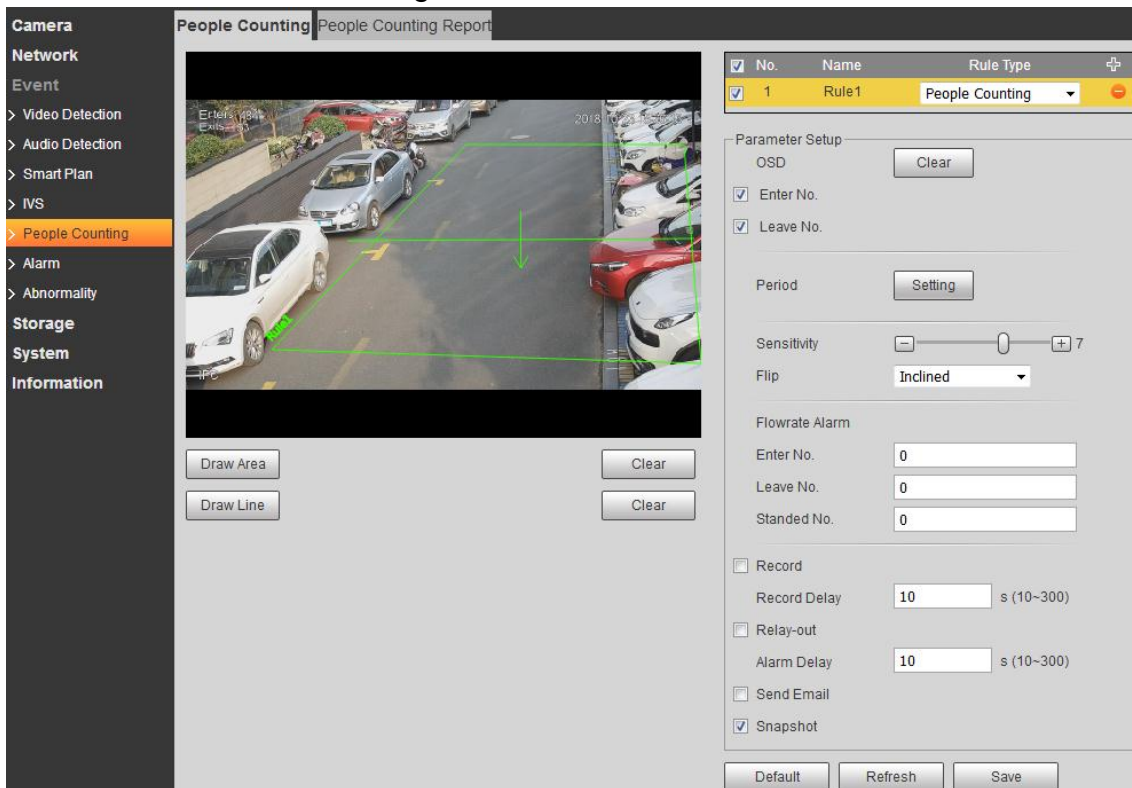 Camera
Network
Event
> Video Detection
> Audio Detection
> Smart Plan
> IVS
> People Counting
> Alarm
> Abnormality
Storage
System
Information
People Counting People Counting Report
Rule1
IPC
Draw Area Clear
Draw Line Clear
No. Name Rule Type
1 Rule1 People Counting
Parameter Setup
OSD Clear
Enter No.
Leave No.
Period Setting
Sensitivity 7
Flip Inclined
Flowrate Alarm
Enter No. 0
Leave No. 0
Standed No. 0
Record
Record Delay 10 s (10~300)
Relay-out
Alarm Delay 10 s (10~300)
Send Email
Snapshot
Default Refresh Save